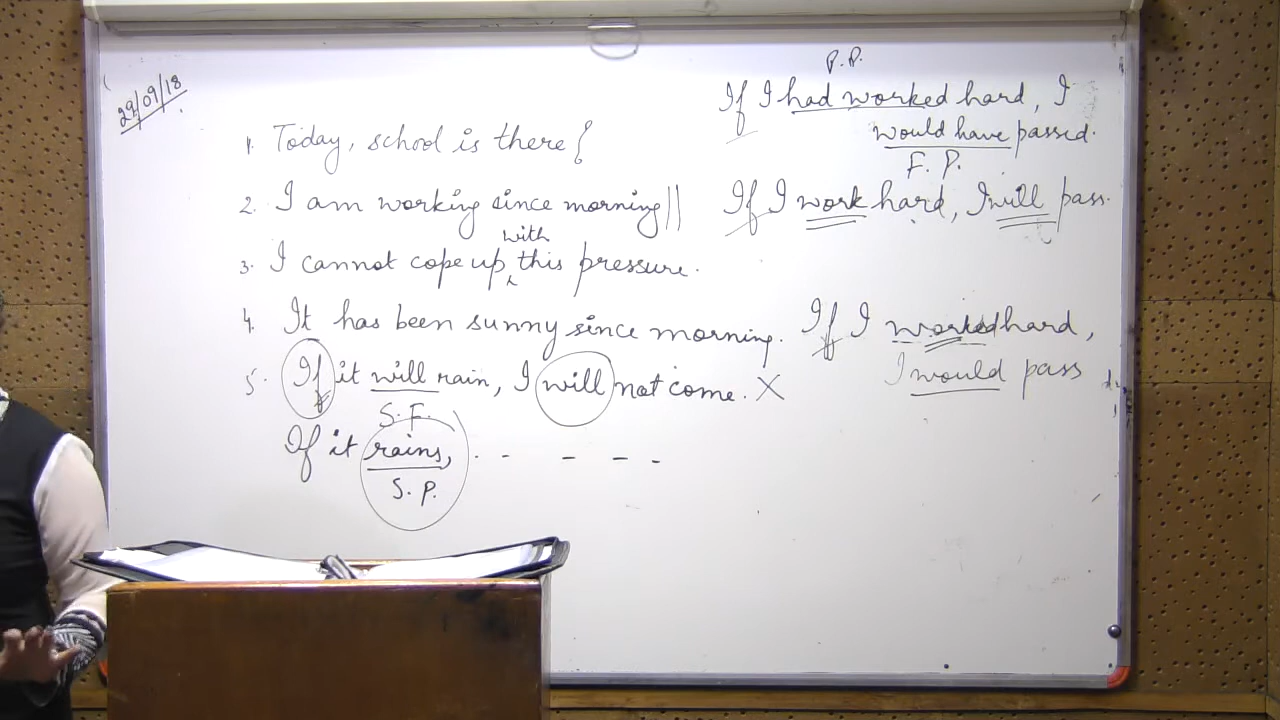 29/09/18
1. Today, school is there {
2. I am working since morning ||
with
3. I cannot cope up ^ this pressure.
4. It has been sunny since morning.
5. If it will rain, I will not come. X
S. F.
If it rains, . . - - - -
S. P.
P.P.
If I had worked hard, I
would have passed.
F. P.
If I work hard, I will pass.
If I worked hard,
I would pass